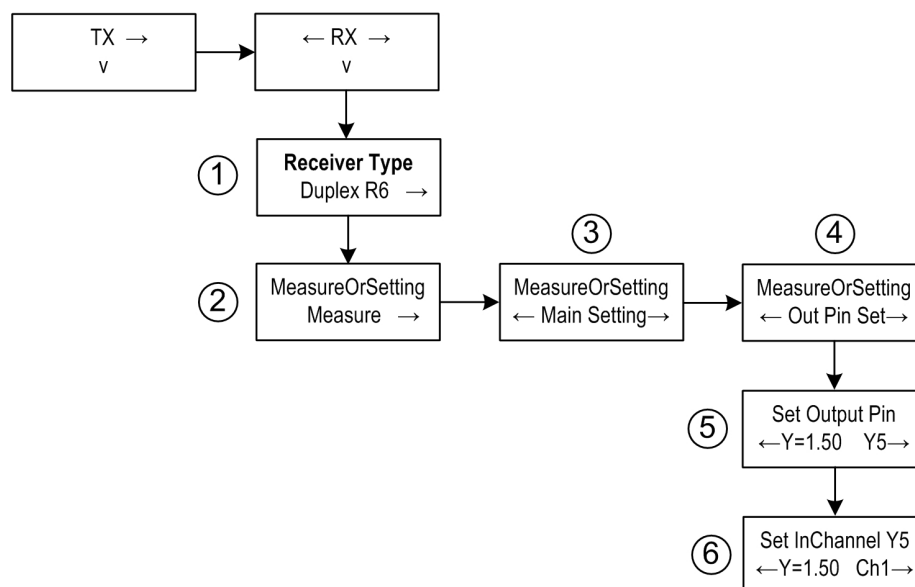 TX →
v
← RX →
v
1
Receiver Type
Duplex R6 →
2
MeasureOrSetting
Measure →
3
MeasureOrSetting
← Main Setting→
4
MeasureOrSetting
← Out Pin Set→
5
Set Output Pin
←Y=1.50 Y5→
6
Set InChannel Y5
←Y=1.50 Ch1→